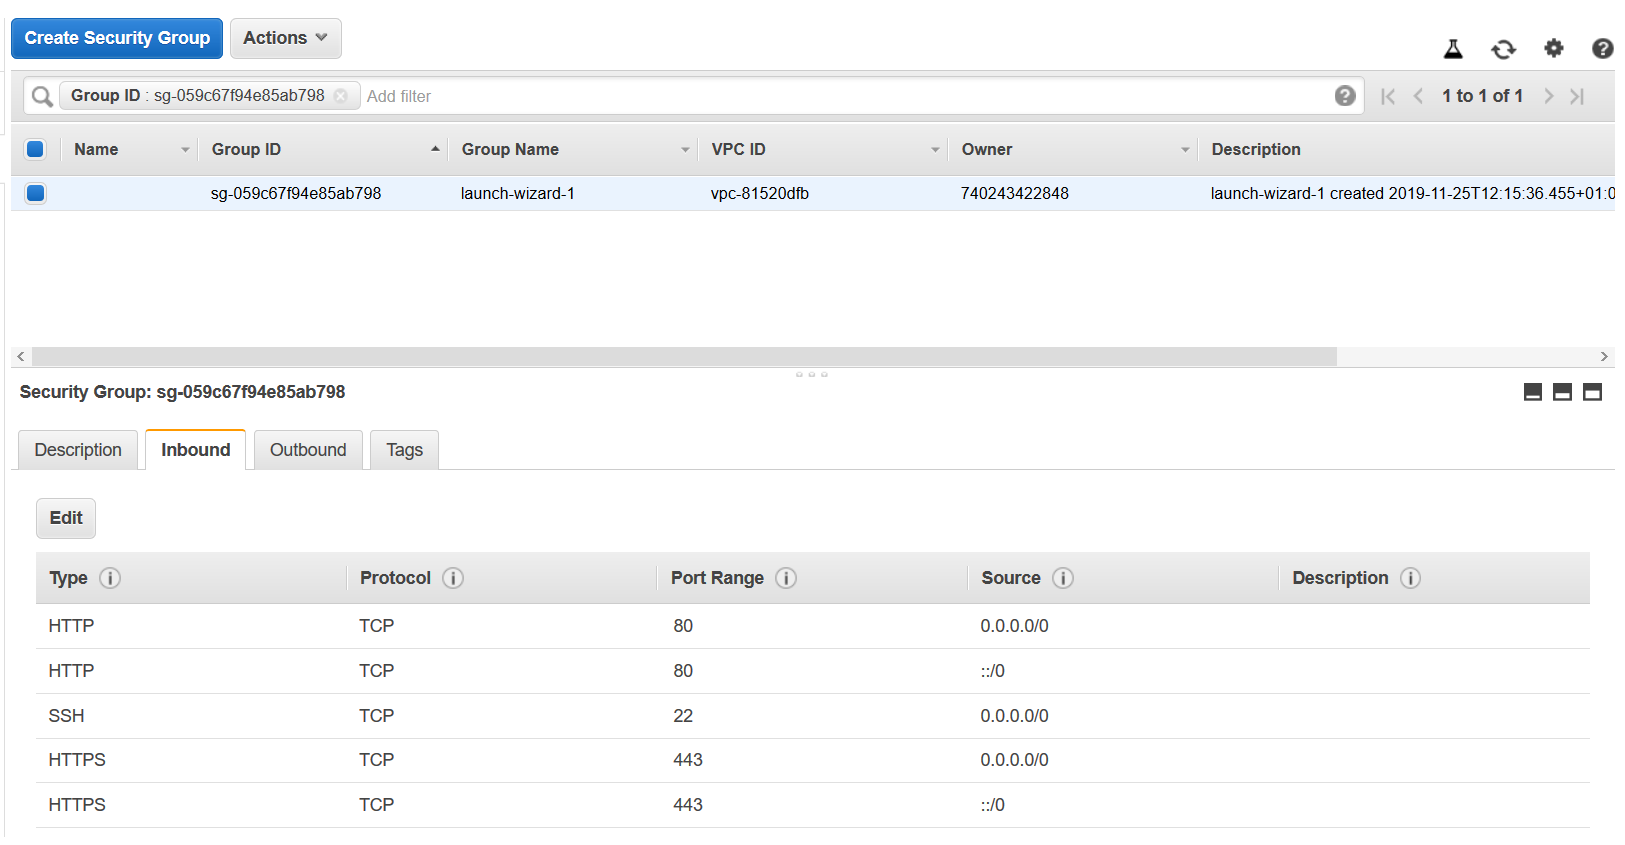 Create Security Group Actions
Group ID : sg-059c67f94e85ab798 Add filter 1 to 1 of 1
Name Group ID Group Name VPC ID Owner Description
sg-059c67f94e85ab798 launch-wizard-1 vpc-81520dfb 740243422848 launch-wizard-1 created 2019-11-25T12:15:36.455+01:0
Security Group: sg-059c67f94e85ab798
Description Inbound Outbound Tags
Edit
Type Protocol Port Range Source Description
HTTP TCP 80 0.0.0.0/0
HTTP TCP 80 ::/0
SSH TCP 22 0.0.0.0/0
HTTPS TCP 443 0.0.0.0/0
HTTPS TCP 443 ::/0